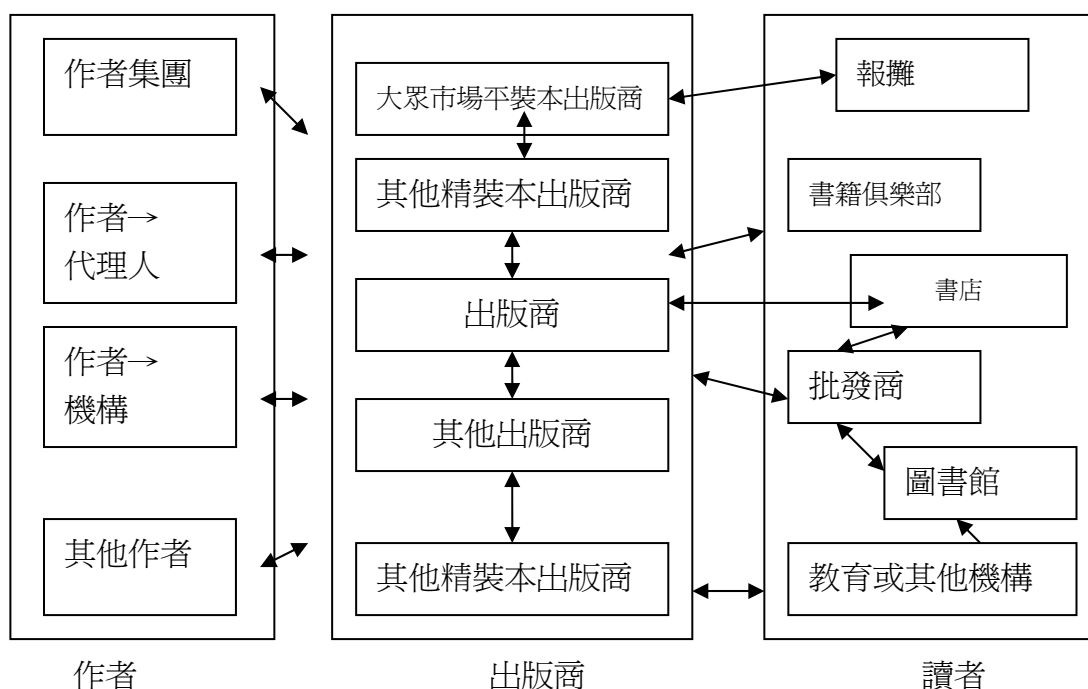 作者集團
作者→
代理人
作者→
機構
其他作者
作者
大眾市場平裝本出版商
其他精裝本出版商
出版商
其他出版商
其他精裝本出版商
出版商
報攤
書籍俱樂部
書店
批發商
圖書館
教育或其他機構
讀者